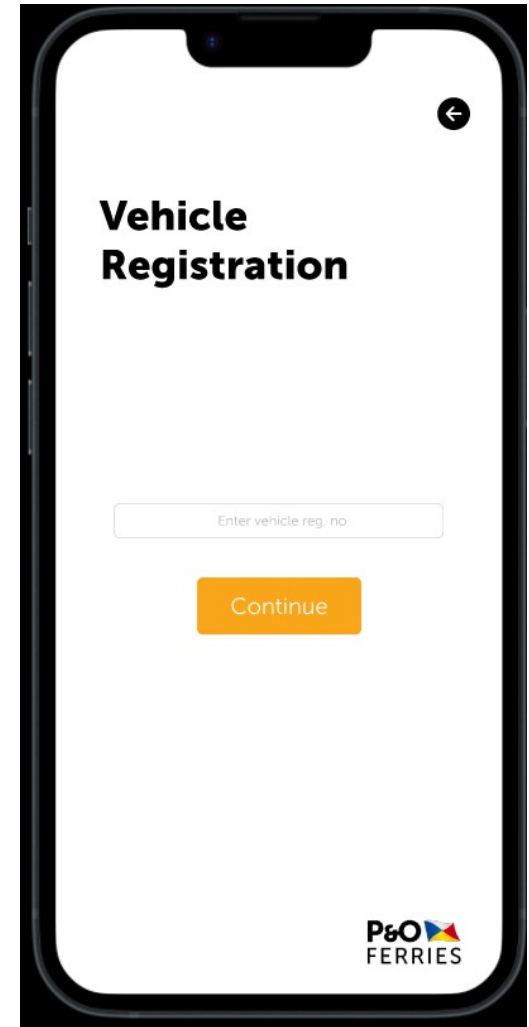 Vehicle
Registration
Enter vehicle reg. no
Continue
P&O
FERRIES